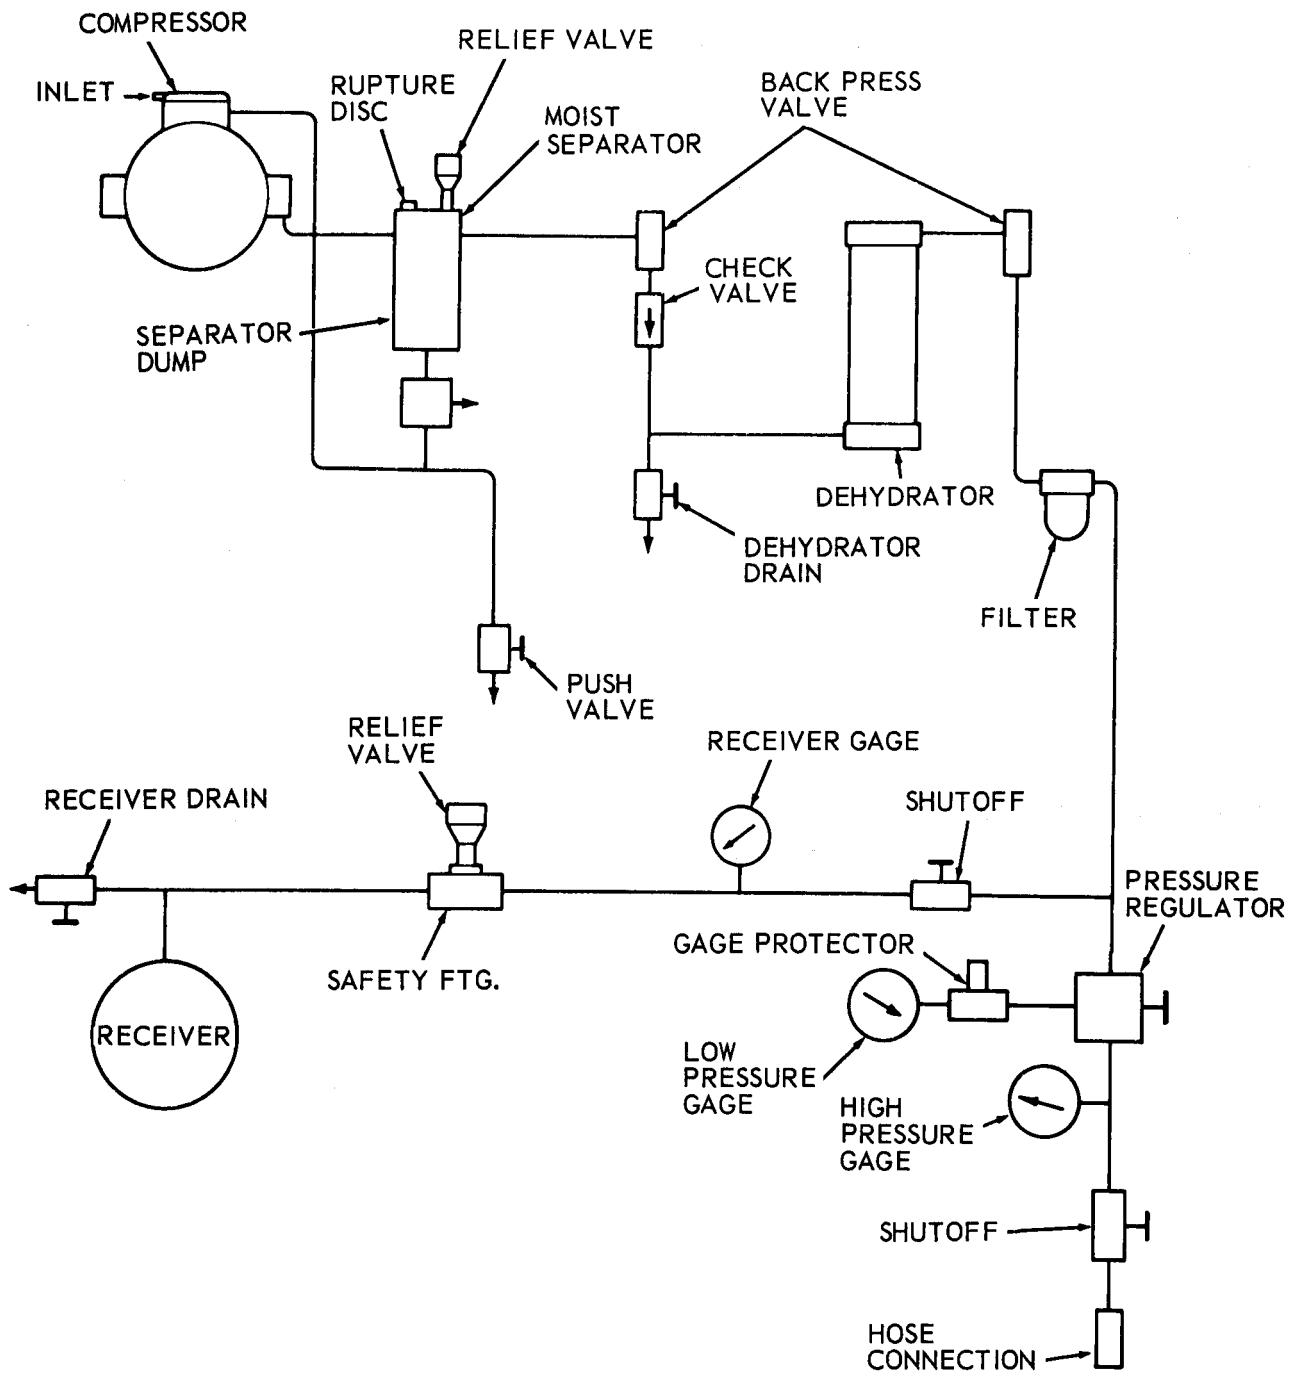 COMPRESSOR
INLET
RELIEF VALVE
RUPTURE
DISC
MOIST
SEPARATOR
BACK PRESS
VALVE
CHECK
VALVE
SEPARATOR
DUMP
DEHYDRATOR
DEHYDRATOR
DRAIN
FILTER
PUSH
VALVE
RELIEF
VALVE
RECEIVER GAGE
RECEIVER DRAIN
SHUTOFF
PRESSURE
REGULATOR
GAGE PROTECTOR
SAFETY FTG.
RECEIVER
LOW
PRESSURE
GAGE
HIGH
PRESSURE
GAGE
SHUTOFF
HOSE
CONNECTION